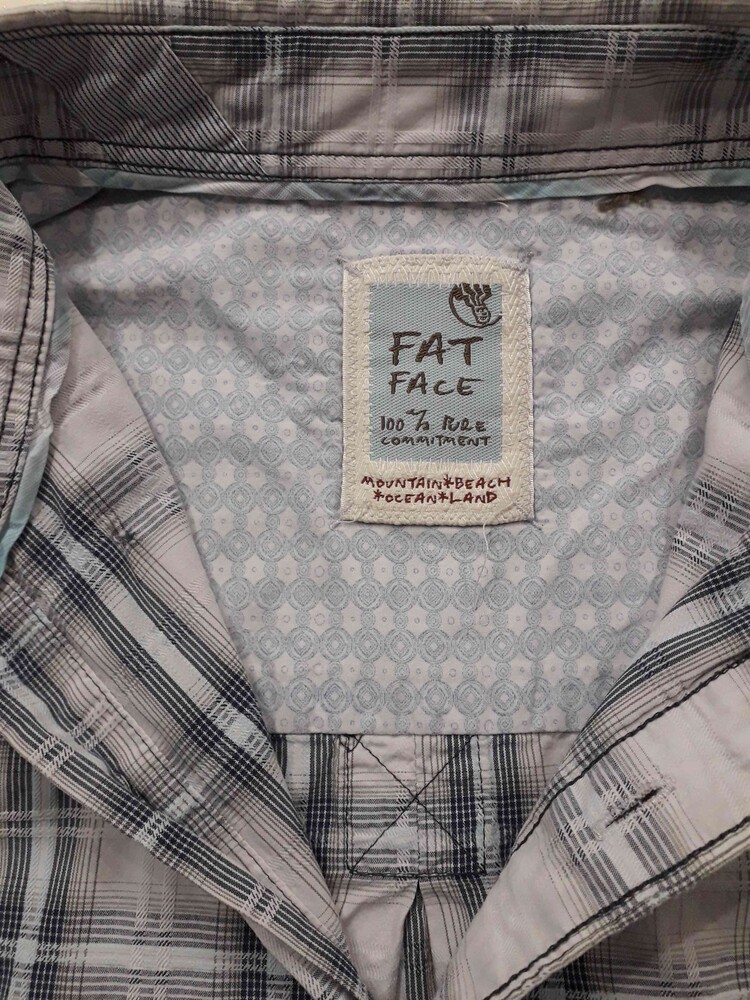 FAT
FACE
100% PURE
COMMITMENT
MOUNTAIN*BEACH
*OCEAN*LAND